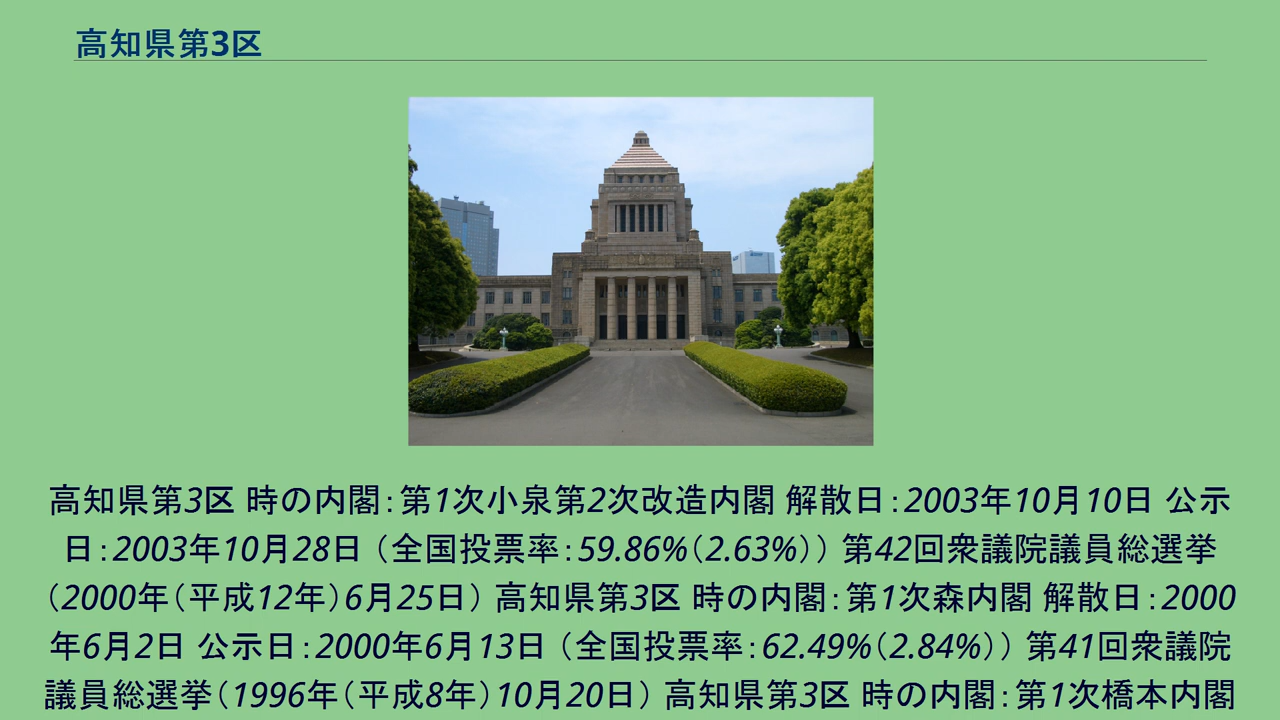 高知県第3区
高知県第3区 時の内閣：第1次小泉第2次改造内閣 解散日：2003年10月10日 公示
日：2003年10月28日 （全国投票率：59.86%（2.63%）） 第42回衆議院議員総選挙
（2000年（平成12年）6月25日） 高知県第3区 時の内閣：第1次森内閣 解散日：2000
年6月2日 公示日：2000年6月13日 （全国投票率：62.49%（2.84%）） 第41回衆議院
議員総選挙（1996年（平成8年）10月20日） 高知県第3区 時の内閣：第1次橋本内閣